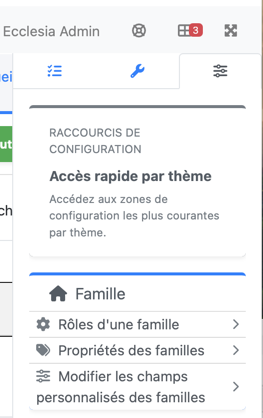 Ecclesia Admin
3
RACCOURCIS DE
CONFIGURATION
Accès rapide par thème
Accédez aux zones de
configuration les plus courantes
par thème.
Famille
Rôles d'une famille
Propriétés des familles
Modifier les champs
personnalisés des familles